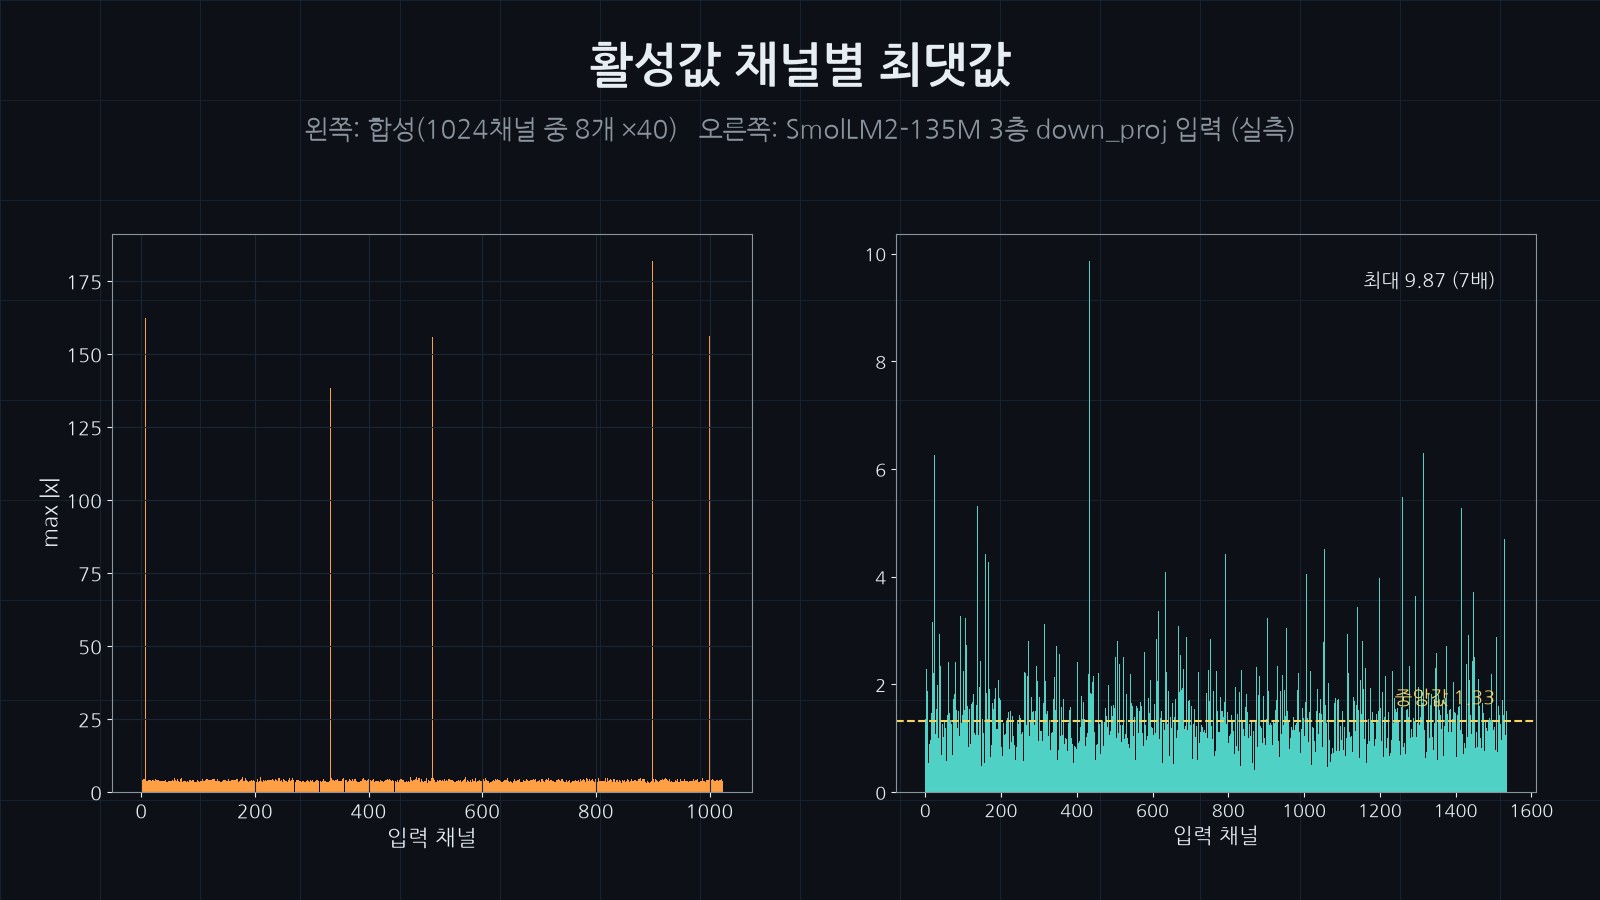 활성값 채널별 최댓값
왼쪽: 합성(1024채널 중 8개 ×40)   오른쪽: SmolLM2-135M 3층 down_proj 입력 (실측)
max |x|
175
150
125
100
75
50
25
0
0 200 400 600 800 1000
입력 채널
10
8
6
4
2
0
최대 9.87 (7배)
중앙값 1.33
0 200 400 600 800 1000 1200 1400 1600
입력 채널